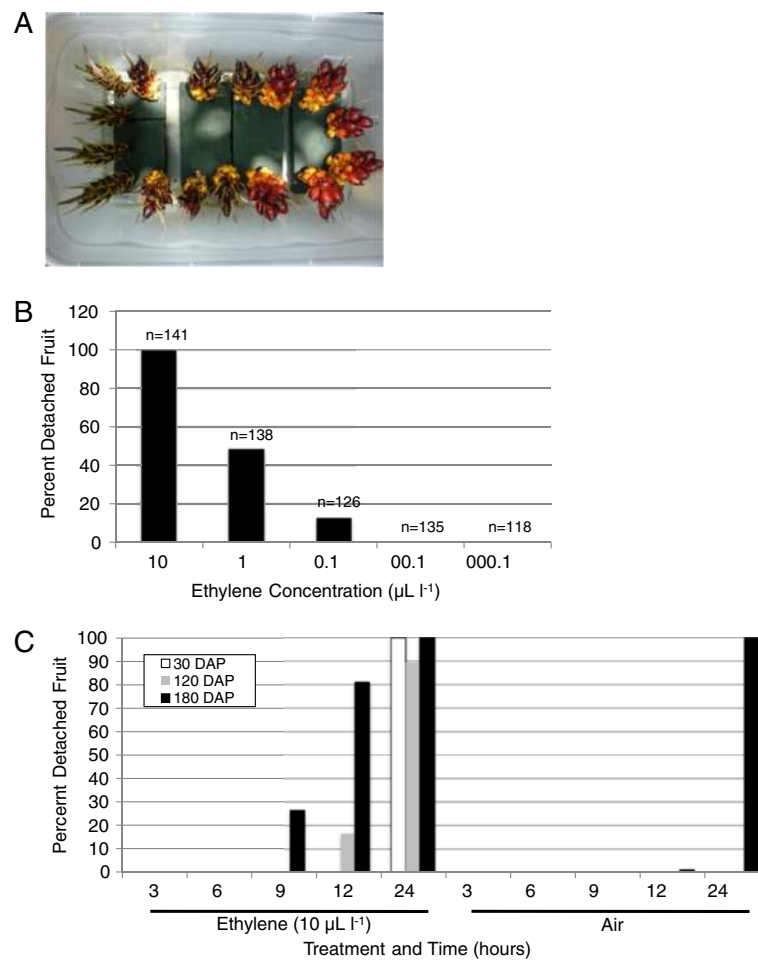 A
B
120
100
80
60
40
20
0
Percent Detached Fruit
n=141
n=138
n=126
n=135
n=118
10 1 0.1 00.1 000.1
Ethylene Concentration (µL l-1)
C
100
90
80
70
60
50
40
30
20
10
0
Percernt Detached Fruit
30 DAP
120 DAP
180 DAP
3 6 9 12 24 3 6 9 12 24
Ethylene (10 µL l-1) Air
Treatment and Time (hours)